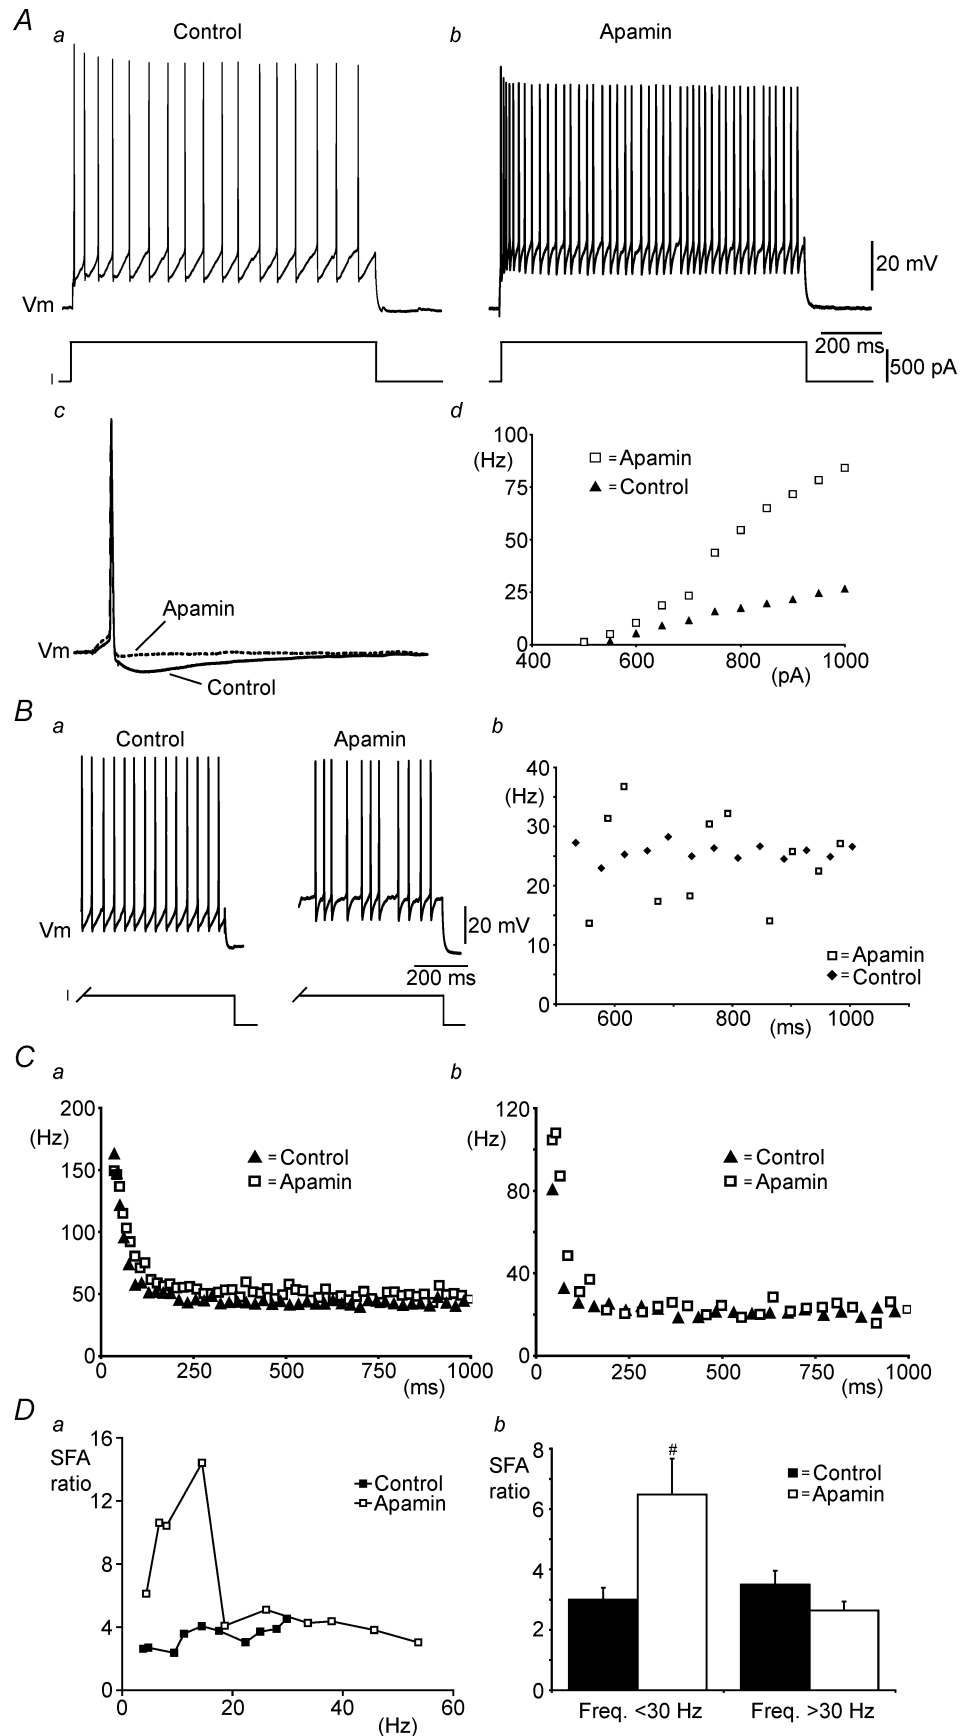 A
a Control b Apamin
Vm
20 mV
200 ms
I
500 pA
c
Apamin
Vm
Control
d
100
(Hz)
75
50
25
0
□ = Apamin
▲ = Control
400 600 800 1000
(pA)
B
a
Control Apamin
Vm
20 mV
200 ms
I
b
40
(Hz)
30
20
10
0
□ = Apamin
◆ = Control
600 800 1000
(ms)
C
a
200
(Hz)
150
100
50
0
▲ = Control
□ = Apamin
0 250 500 750 1000
(ms)
b
120
(Hz)
80
40
0
▲ = Control
□ = Apamin
0 250 500 750 1000
(ms)
D
a
16
SFA
ratio
12
8
4
0
Control
Apamin
0 20 40 60
(Hz)
b
8
SFA
ratio
6
4
2
0
#
■ = Control
□ = Apamin
Freq. <30 Hz Freq. >30 Hz